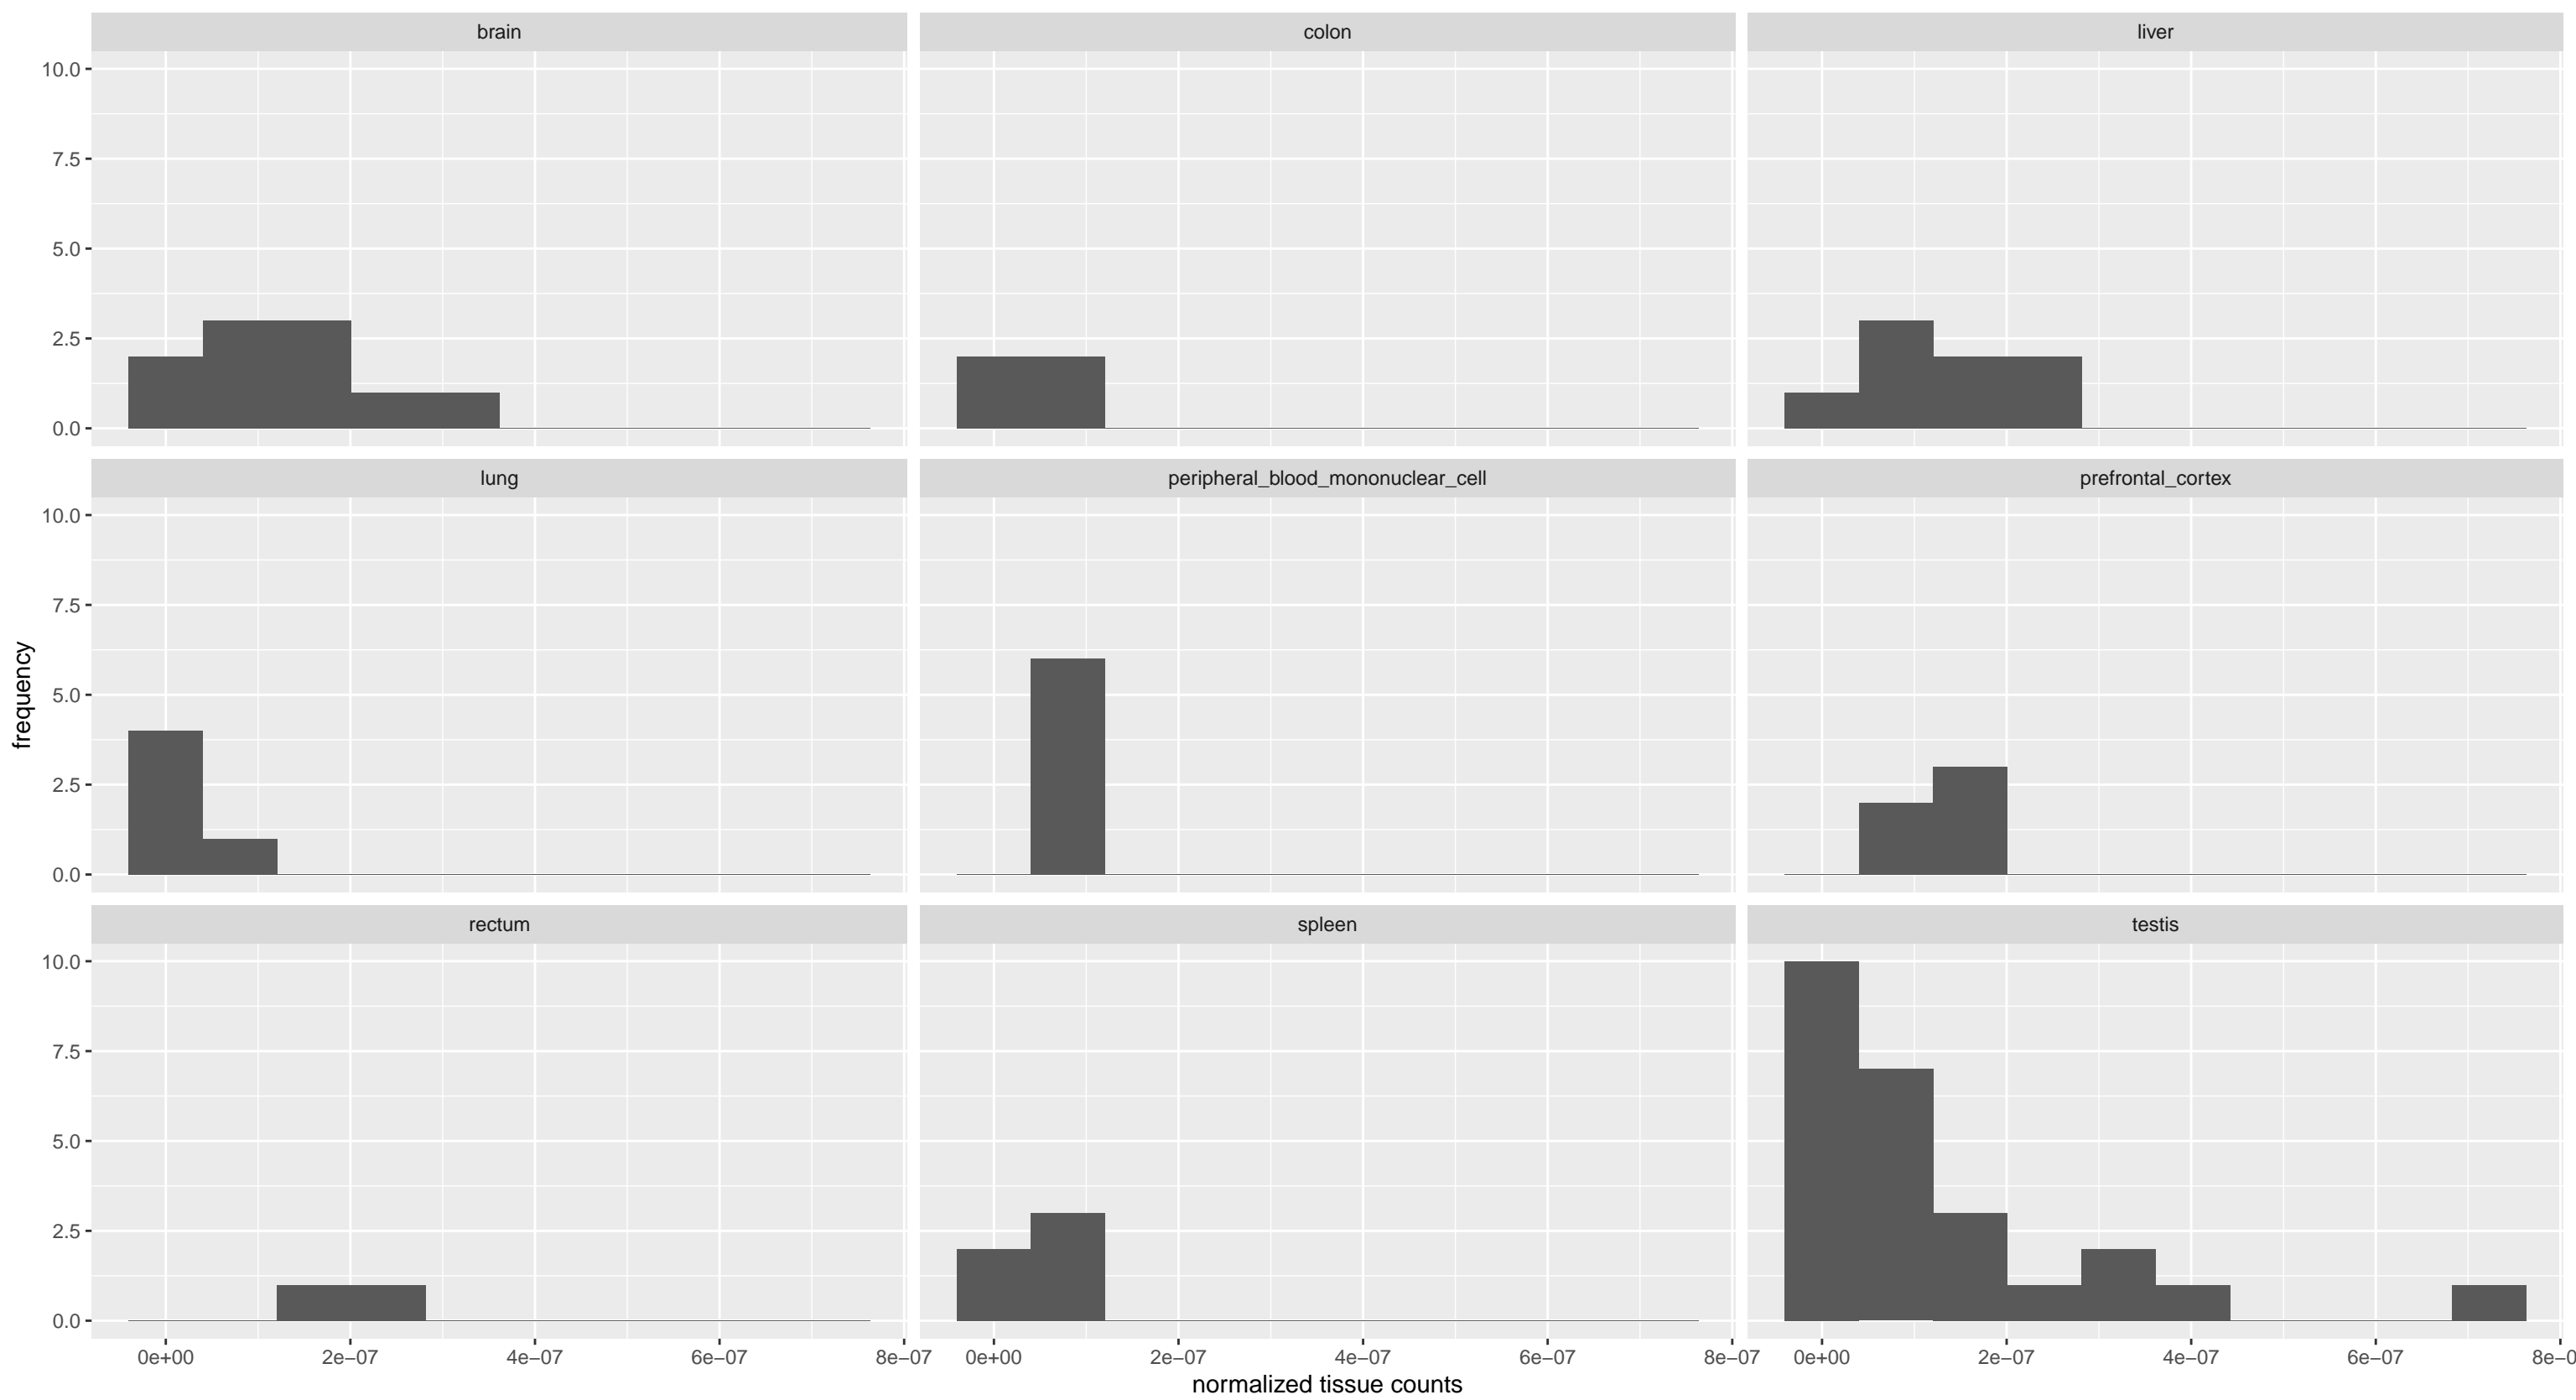 brain
colon
liver
10.0
7.5
5.0
2.5
0.0
lung
peripheral_blood_mononuclear_cell
prefrontal_cortex
10.0
7.5
5.0
2.5
0.0
frequency
rectum
spleen
testis
10.0
7.5
5.0
2.5
0.0
0e+00 2e−07 4e−07 6e−07 8e−07 0e+00 2e−07 4e−07 6e−07 8e−07 0e+00 2e−07 4e−07 6e−07 8e−0
normalized tissue counts